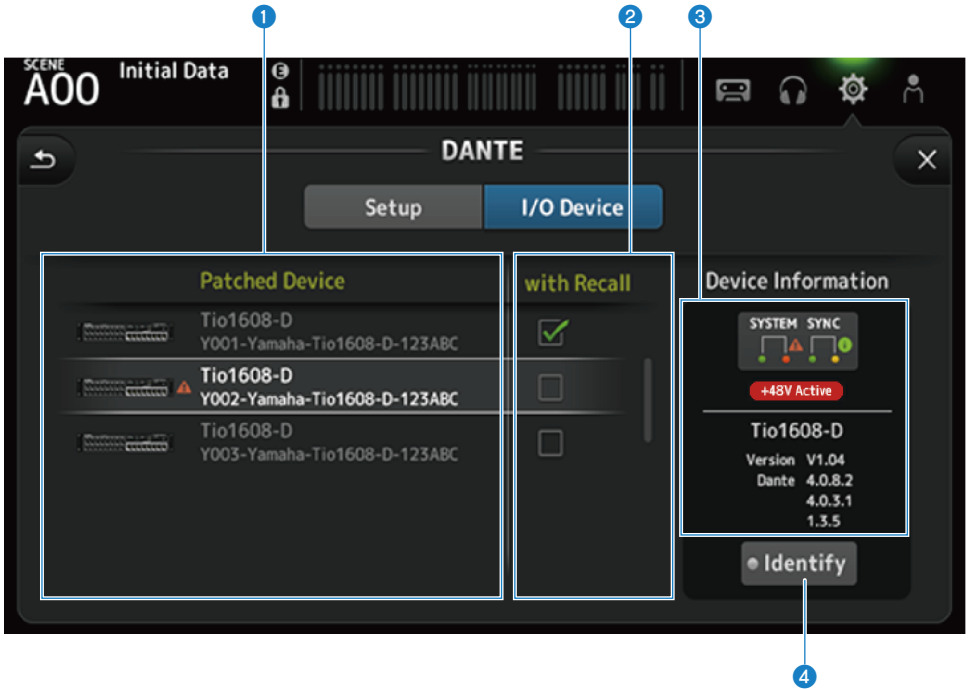 1
2
3
SCENE
A00
Initial Data
E
DANTE
Setup
I/O Device
Patched Device
with Recall
Device Information
Tio1608-D
Y001-Yamaha-Tio1608-D-123ABC
Tio1608-D
Y002-Yamaha-Tio1608-D-123ABC
Tio1608-D
Y003-Yamaha-Tio1608-D-123ABC
SYSTEM SYNC
+48V Active
Tio1608-D
Version V1.04
Dante 4.0.8.2
4.0.3.1
1.3.5
Identify
4